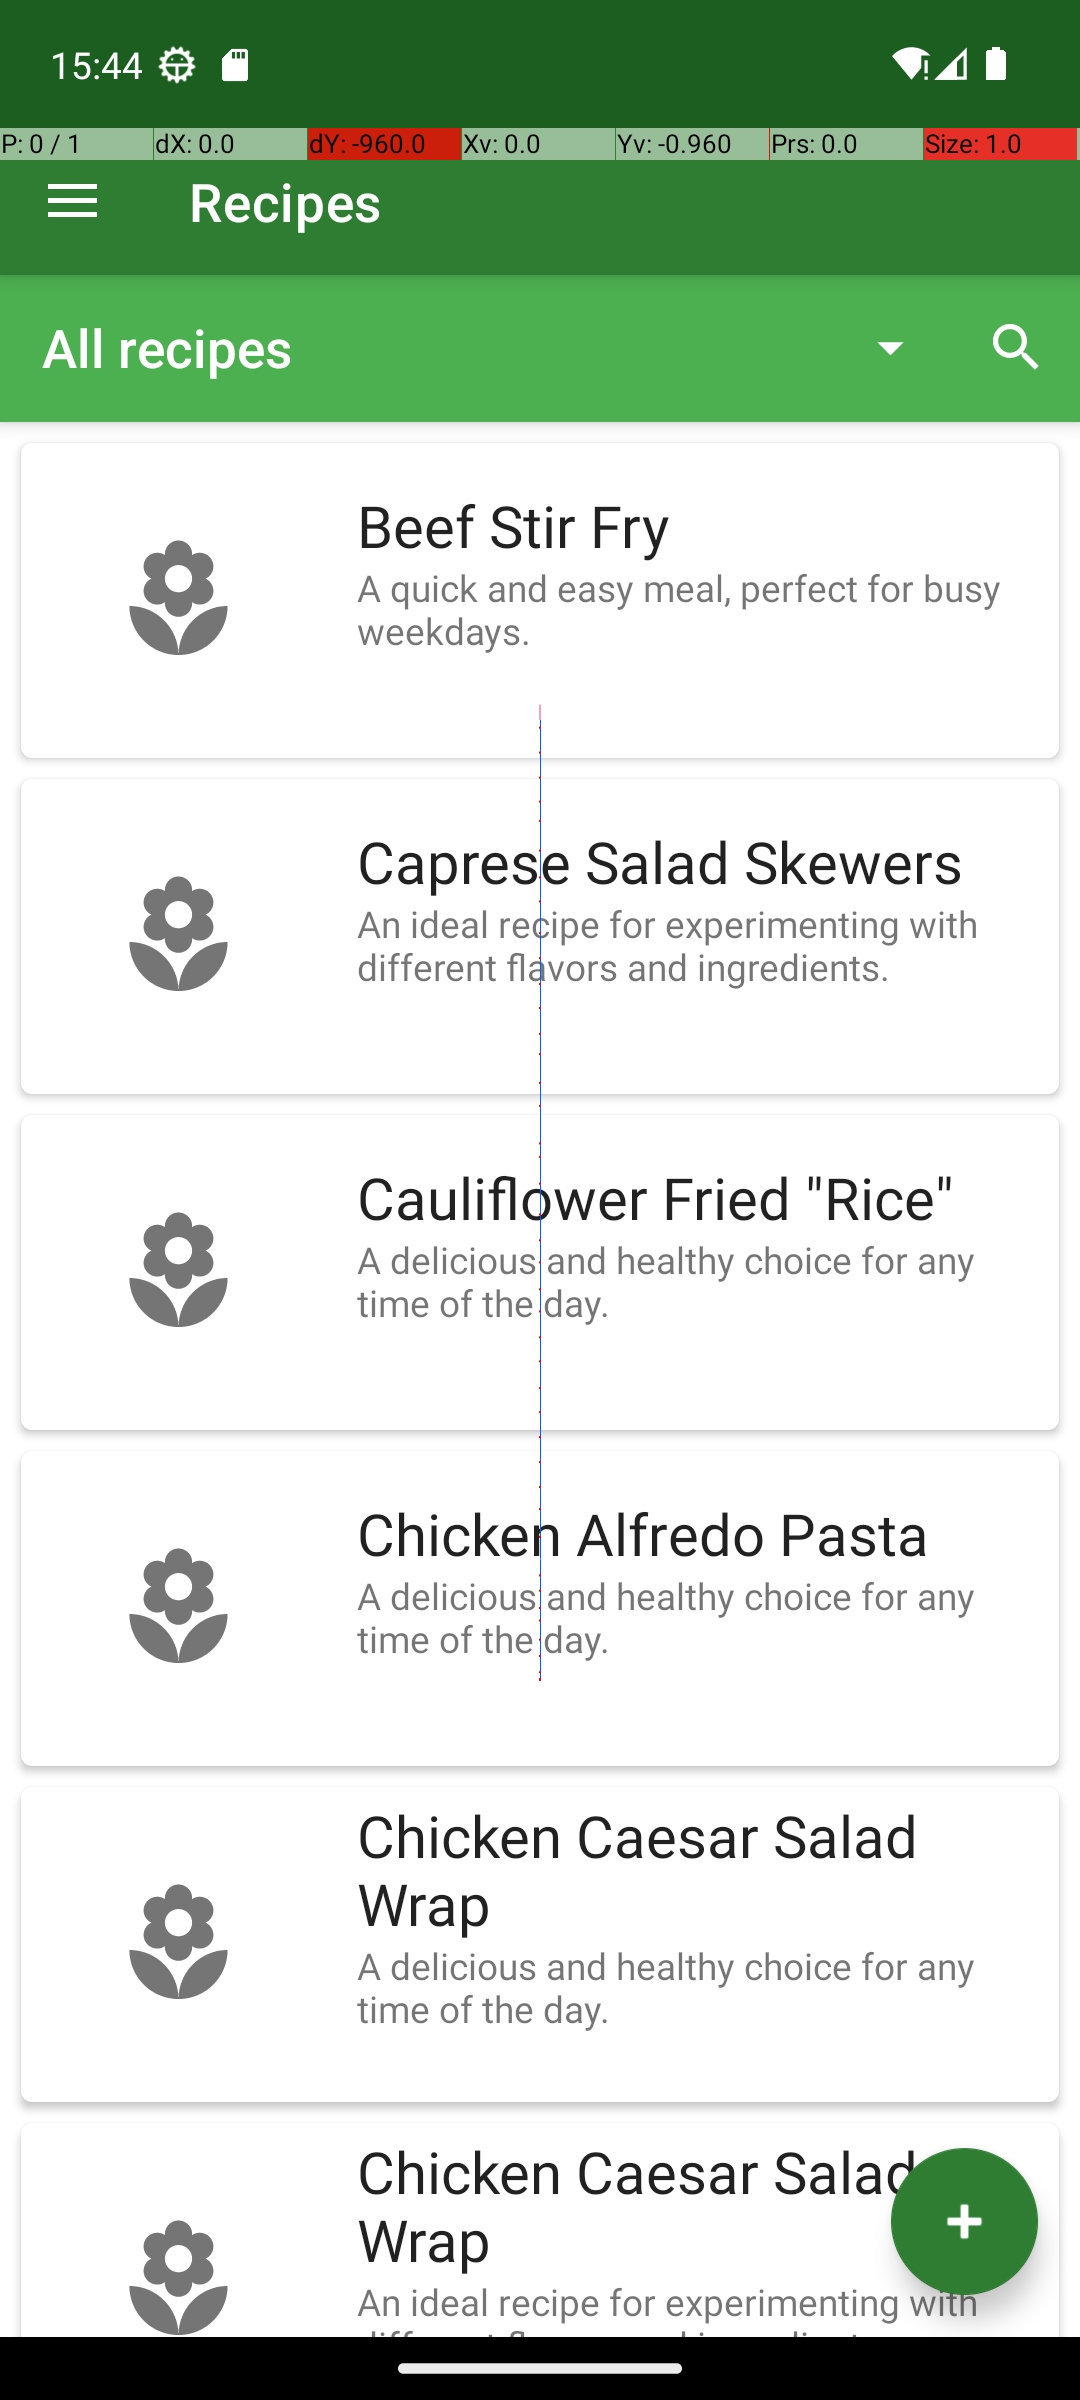 15:44
P: 0 / 1 dX: 0.0 dY: -960.0 Xv: 0.0 Yv: -0.960 Prs: 0.0 Size: 1.0
Recipes
All recipes
Beef Stir Fry
A quick and easy meal, perfect for busy
weekdays.
Caprese Salad Skewers
An ideal recipe for experimenting with
different flavors and ingredients.
Cauliflower Fried "Rice"
A delicious and healthy choice for any
time of the day.
Chicken Alfredo Pasta
A delicious and healthy choice for any
time of the day.
Chicken Caesar Salad
Wrap
A delicious and healthy choice for any
time of the day.
Chicken Caesar Salad
Wrap
An ideal recipe for experimenting with